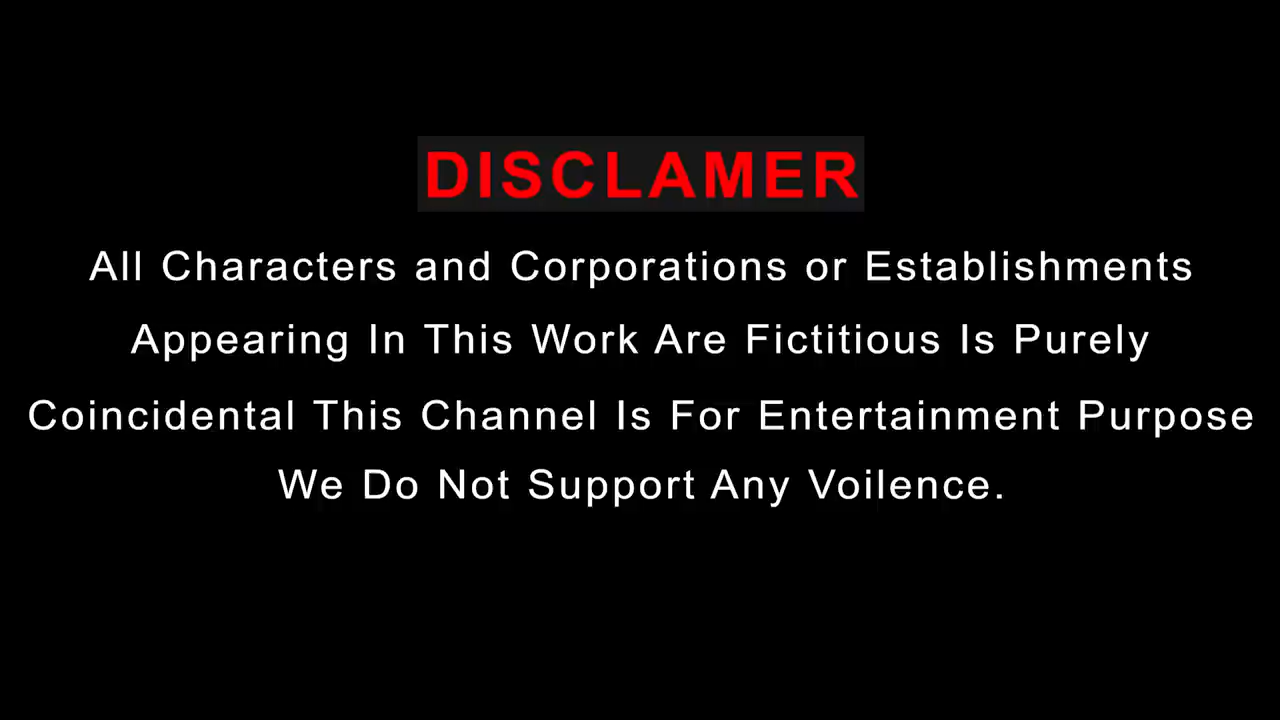 DISCLAMER
All Characters and Corporations or Establishments
Appearing In This Work Are Fictitious Is Purely
Coincidental This Channel Is For Entertainment Purpose
We Do Not Support Any Voilence.